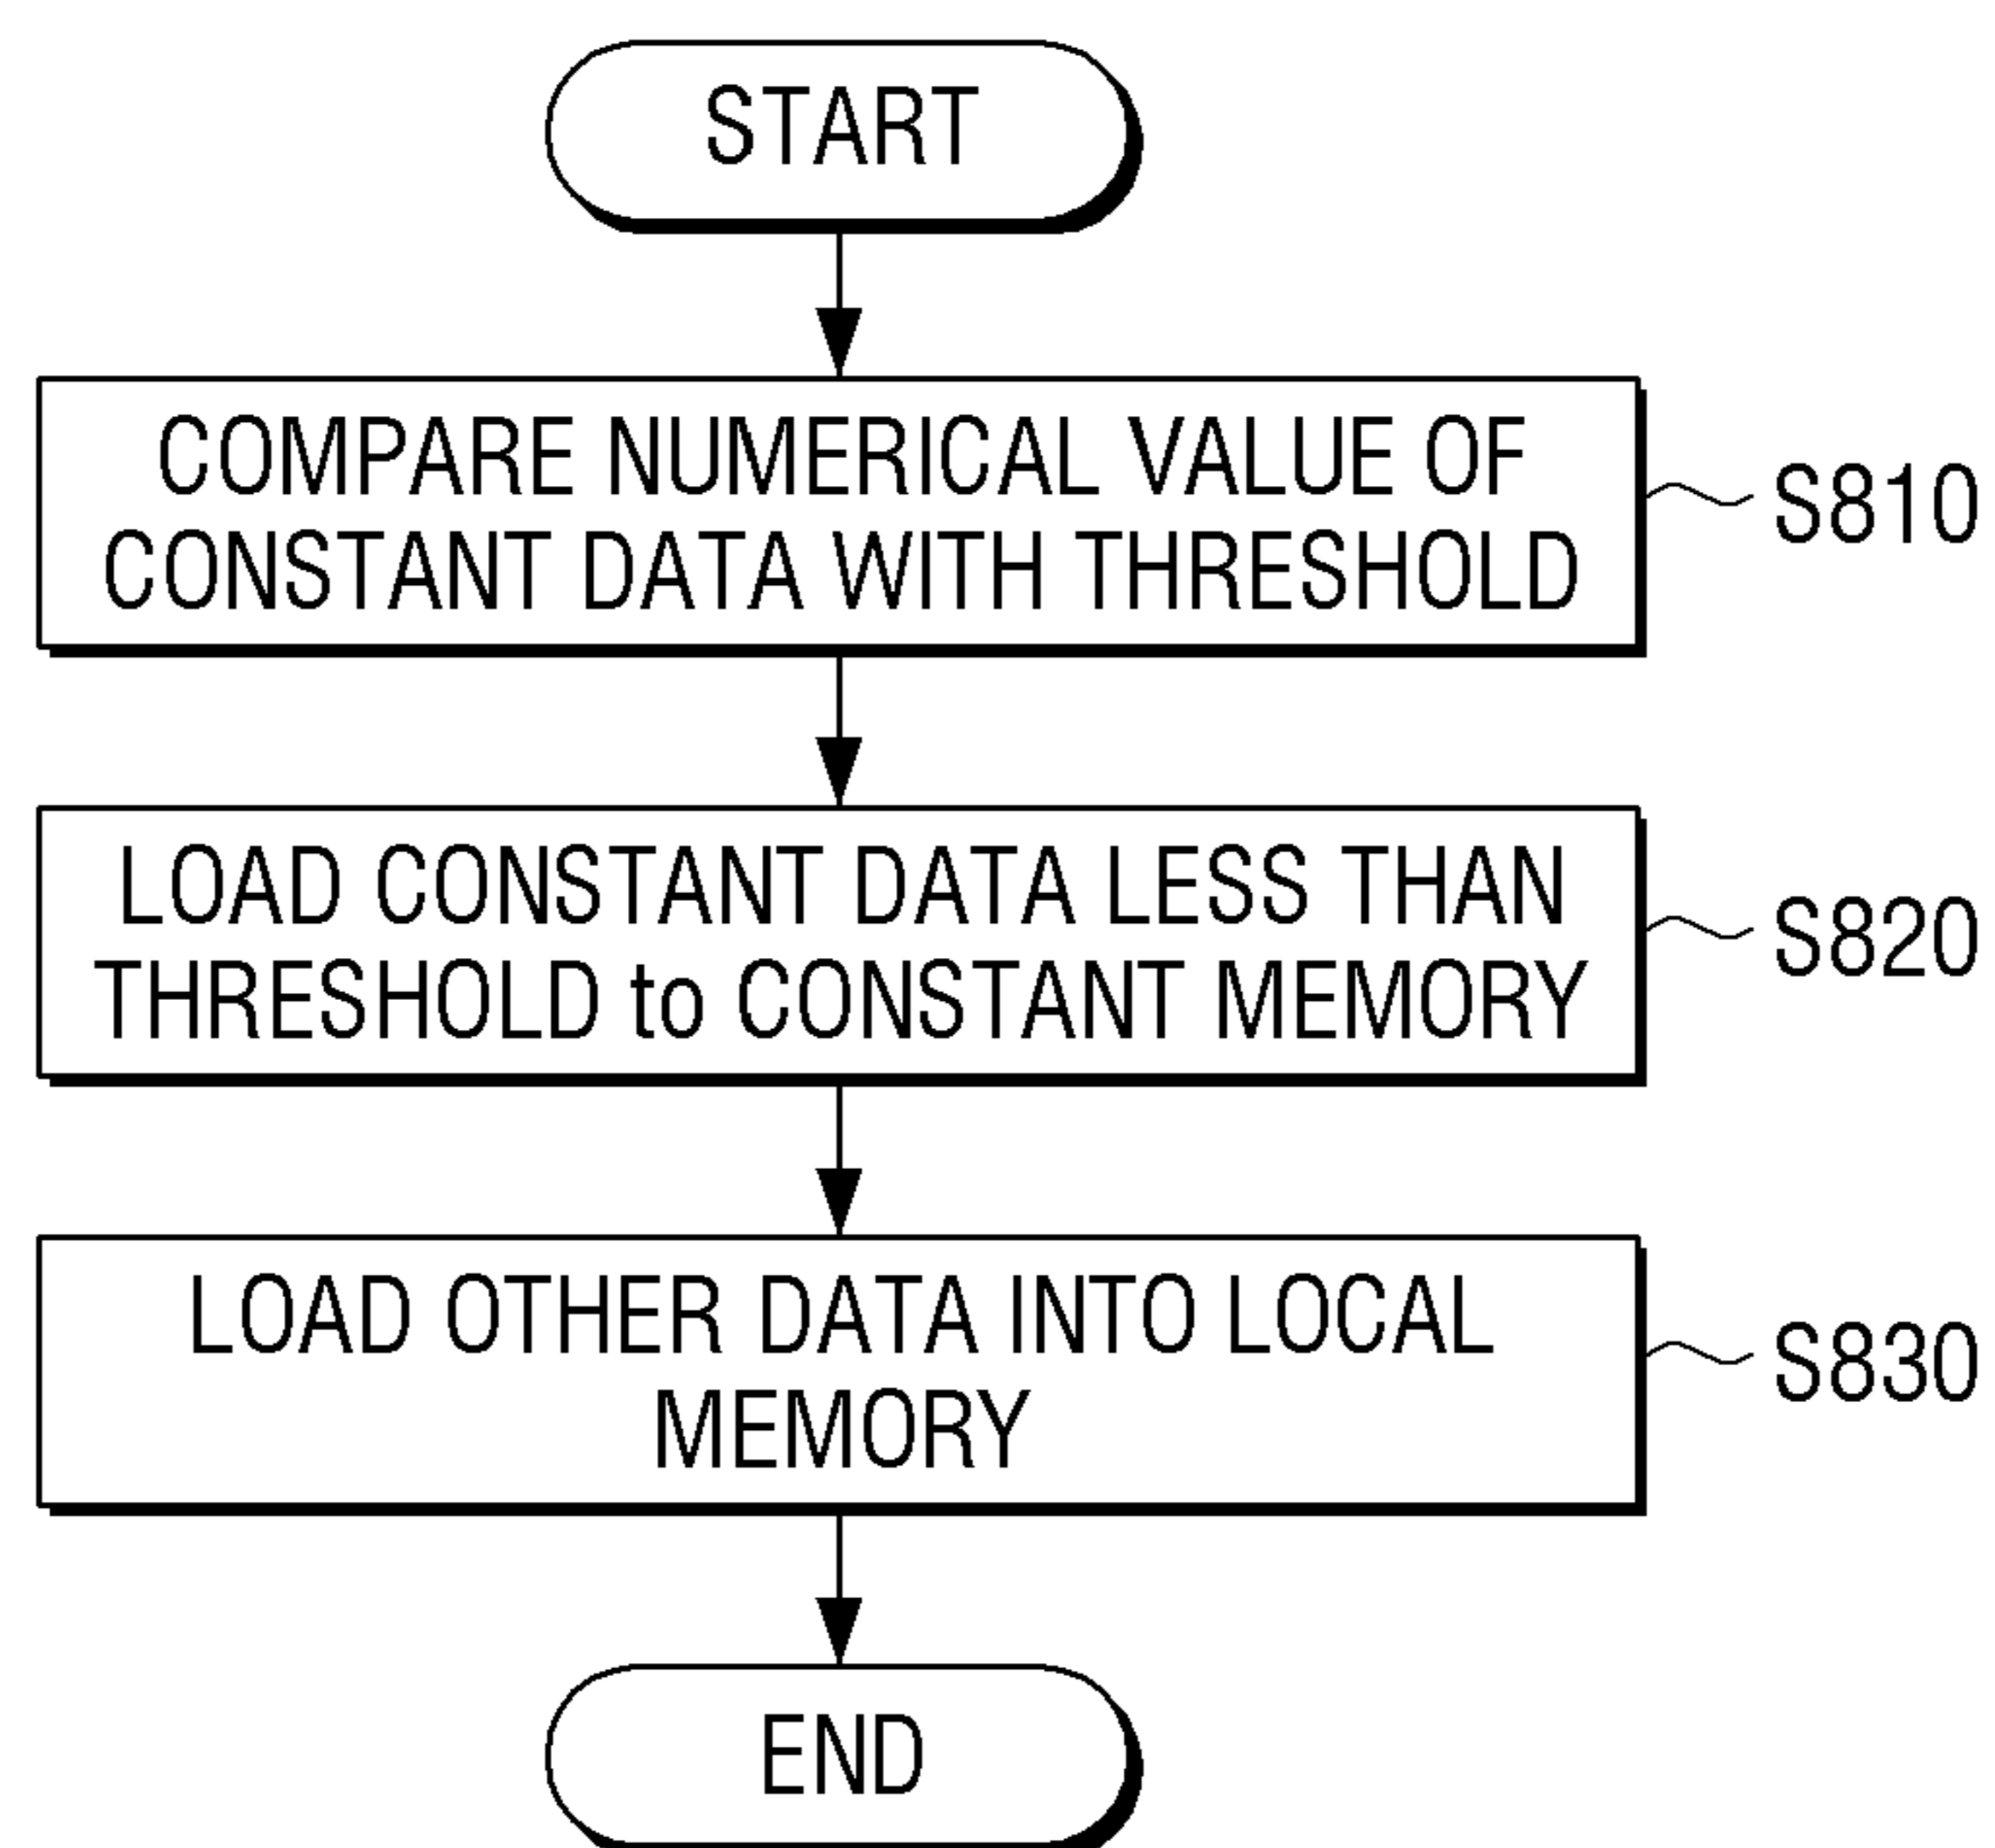 START
COMPARE NUMERICAL VALUE OF
CONSTANT DATA WITH THRESHOLD
S810
LOAD CONSTANT DATA LESS THAN
THRESHOLD to CONSTANT MEMORY
S820
LOAD OTHER DATA INTO LOCAL
MEMORY
S830
END